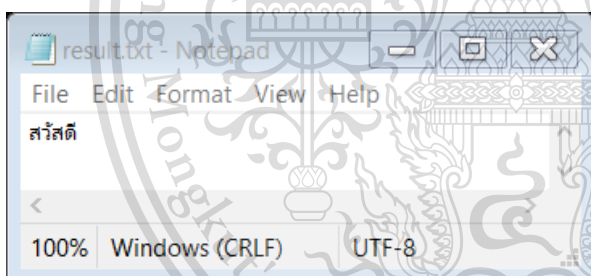 result.txt - Notepad
File Edit Format View Help
สวัสดี
100% Windows (CRLF) UTF-8